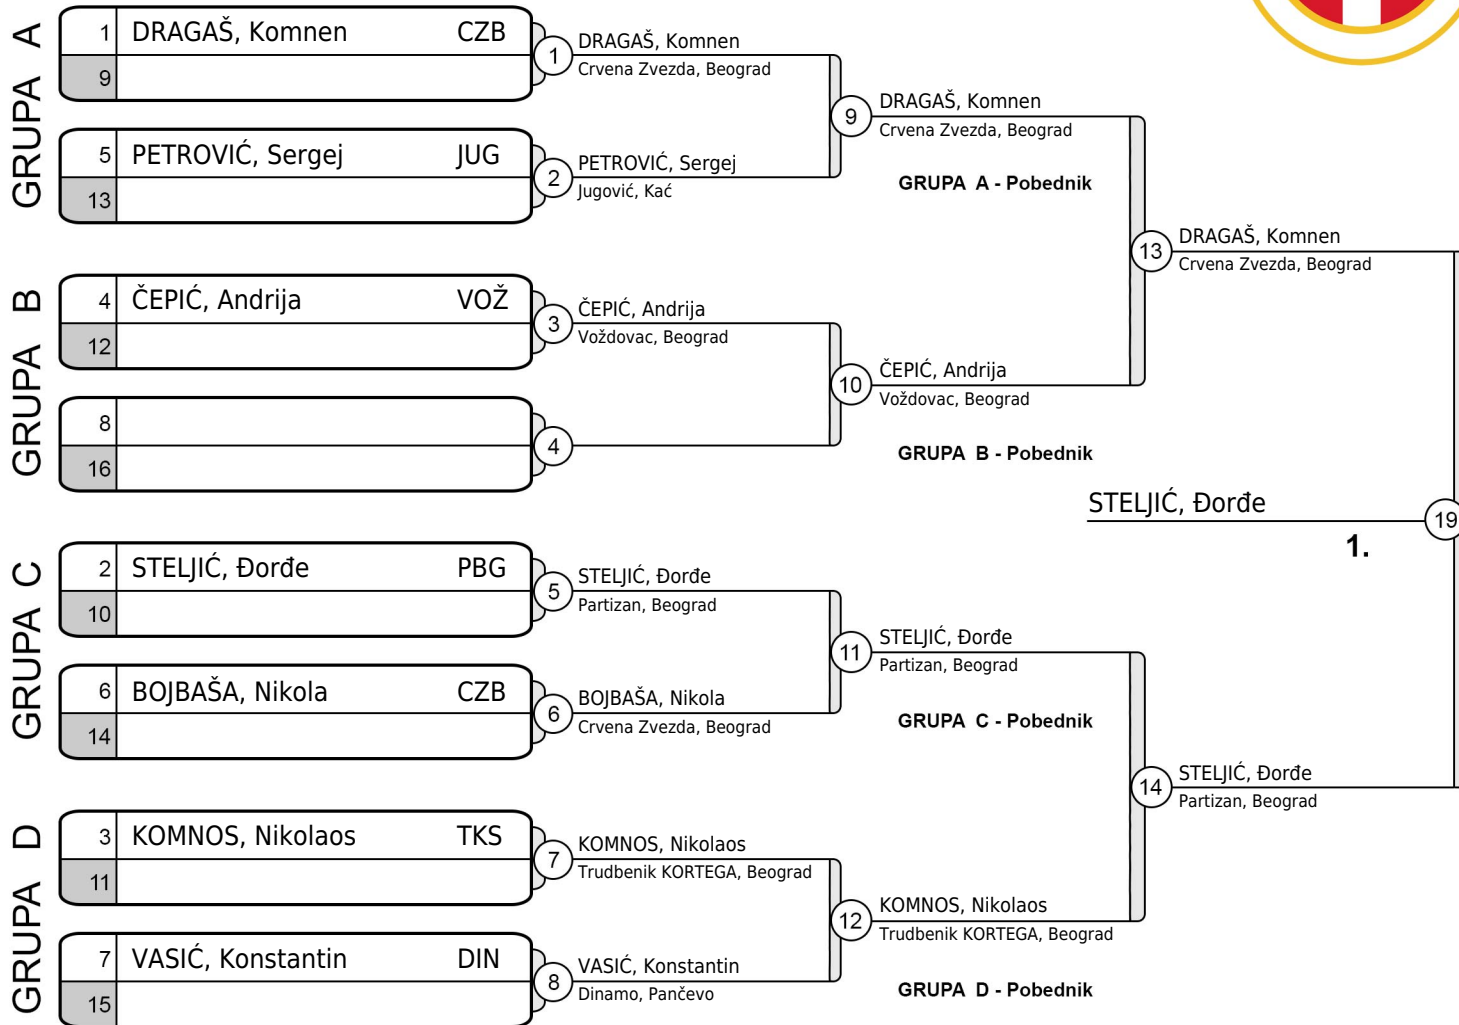 GRUPA A
1 DRAGAŠ, Komnen CZB
9
5 PETROVIĆ, Sergej JUG
13
1
DRAGAŠ, Komnen
Crvena Zvezda, Beograd
2
PETROVIĆ, Sergej
Jugović, Kać
9
DRAGAŠ, Komnen
Crvena Zvezda, Beograd
GRUPA A - Pobednik
GRUPA B
4 ČEPIĆ, Andrija VOŽ
12
8
16
3
ČEPIĆ, Andrija
Voždovac, Beograd
4
10
ČEPIĆ, Andrija
Voždovac, Beograd
GRUPA B - Pobednik
13
DRAGAŠ, Komnen
Crvena Zvezda, Beograd
STELJIĆ, Đorđe
19
1.
GRUPA C
2 STELJIĆ, Đorđe PBG
10
6 BOJBAŠA, Nikola CZB
14
5
STELJIĆ, Đorđe
Partizan, Beograd
6
BOJBAŠA, Nikola
Crvena Zvezda, Beograd
11
STELJIĆ, Đorđe
Partizan, Beograd
GRUPA C - Pobednik
GRUPA D
3 KOMNOS, Nikolaos TKS
11
7 VASIĆ, Konstantin DIN
15
7
KOMNOS, Nikolaos
Trudbenik KORTEGA, Beograd
8
VASIĆ, Konstantin
Dinamo, Pančevo
12
KOMNOS, Nikolaos
Trudbenik KORTEGA, Beograd
GRUPA D - Pobednik
14
STELJIĆ, Đorđe
Partizan, Beograd